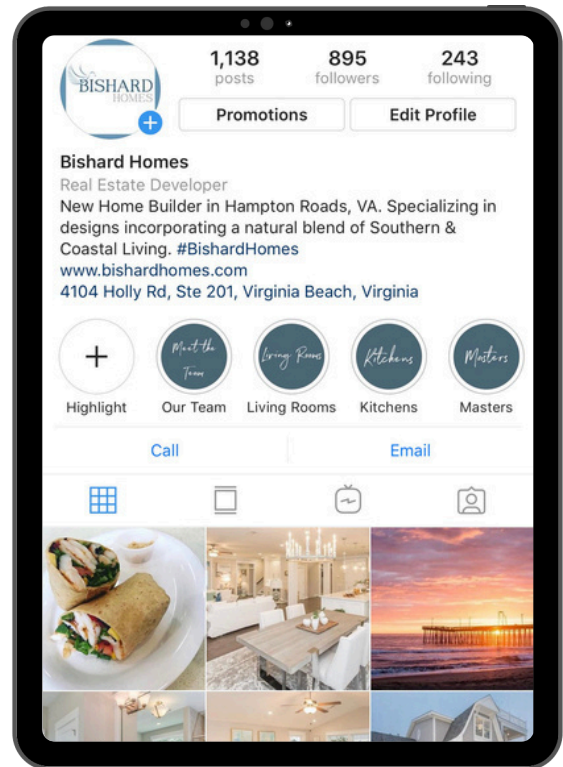 BISHARD
HOMES
1,138 895 243
posts followers following
Promotions Edit Profile
Bishard Homes
Real Estate Developer
New Home Builder in Hampton Roads, VA. Specializing in
designs incorporating a natural blend of Southern &
Coastal Living. #BishardHomes
www.bishardhomes.com
4104 Holly Rd, Ste 201, Virginia Beach, Virginia
Meet the
Team
Living Rooms
Kitchens
Masters
Highlight Our Team Living Rooms Kitchens Masters
Call Email